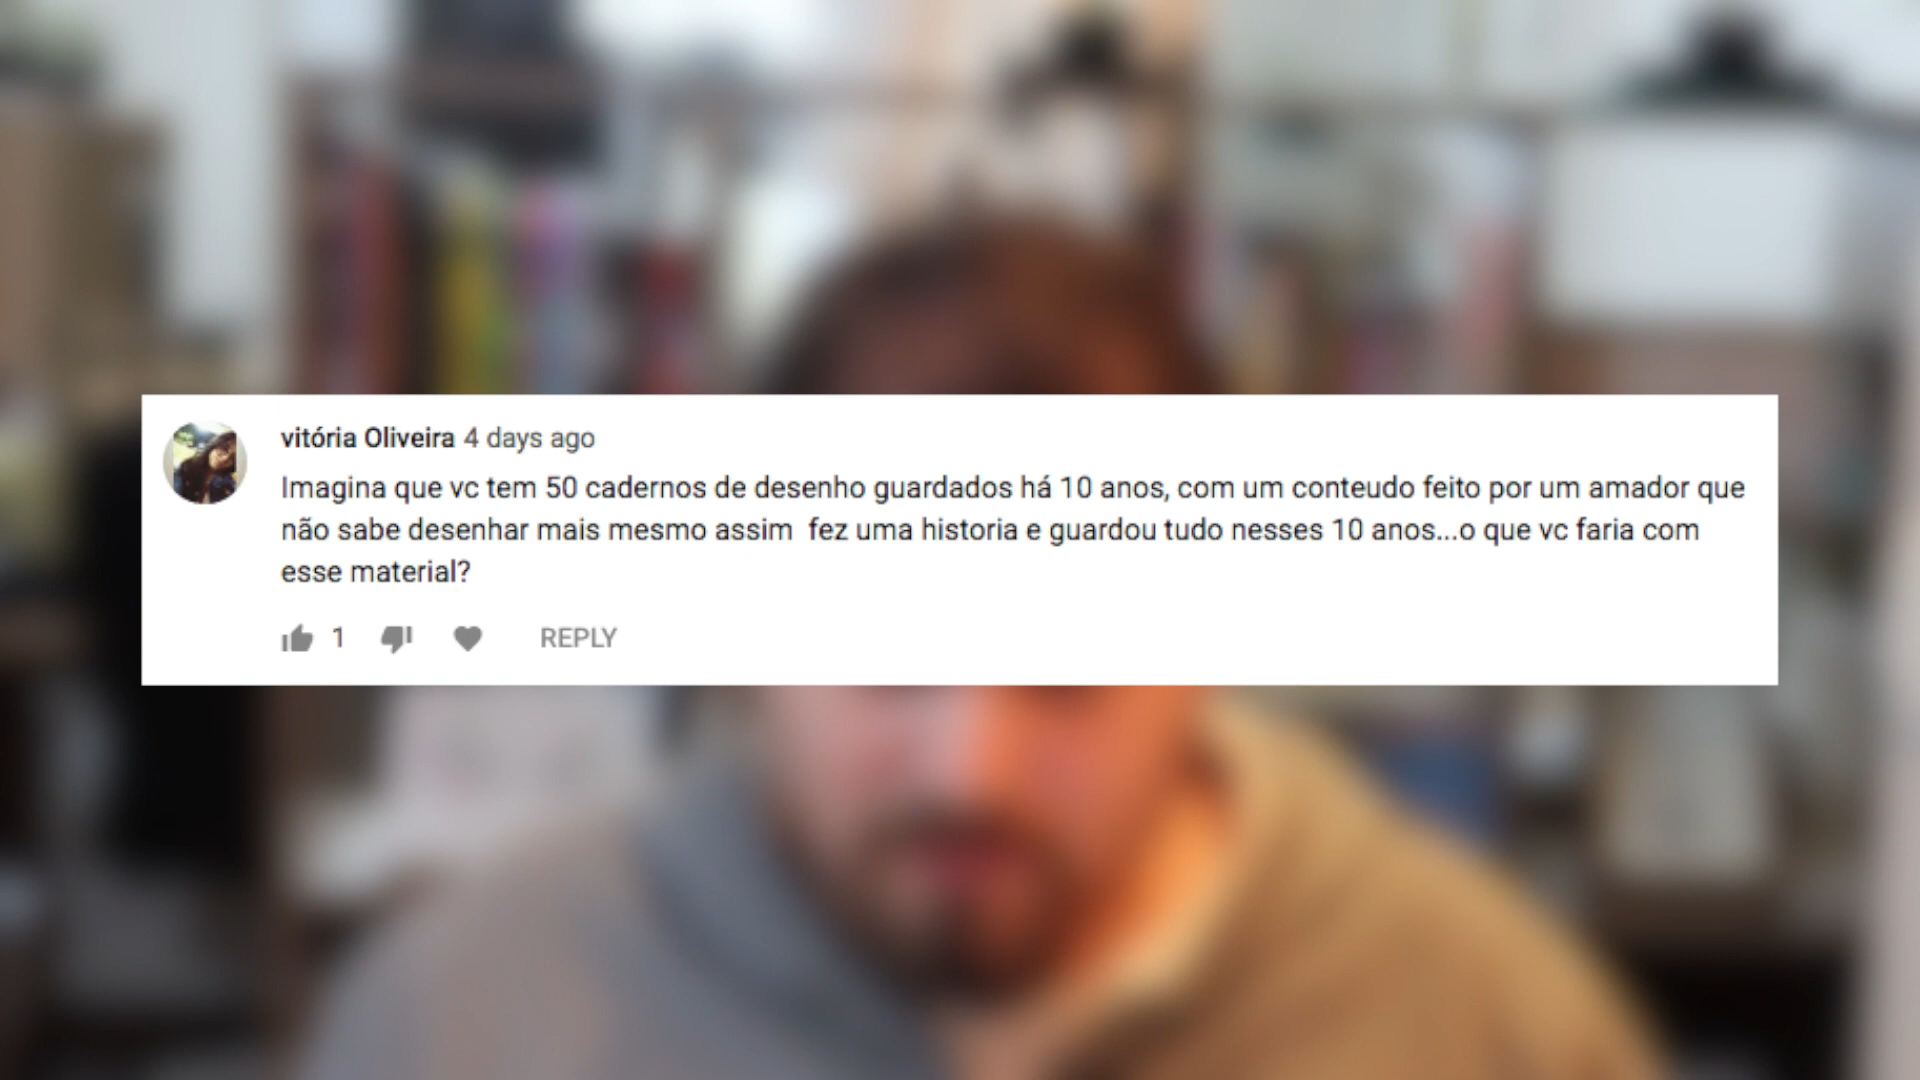 vitória Oliveira 4 days ago
Imagina que vc tem 50 cadernos de desenho guardados há 10 anos, com um conteudo feito por um amador que
não sabe desenhar mais mesmo assim  fez uma historia e guardou tudo nesses 10 anos...o que vc faria com
esse material?
1 REPLY